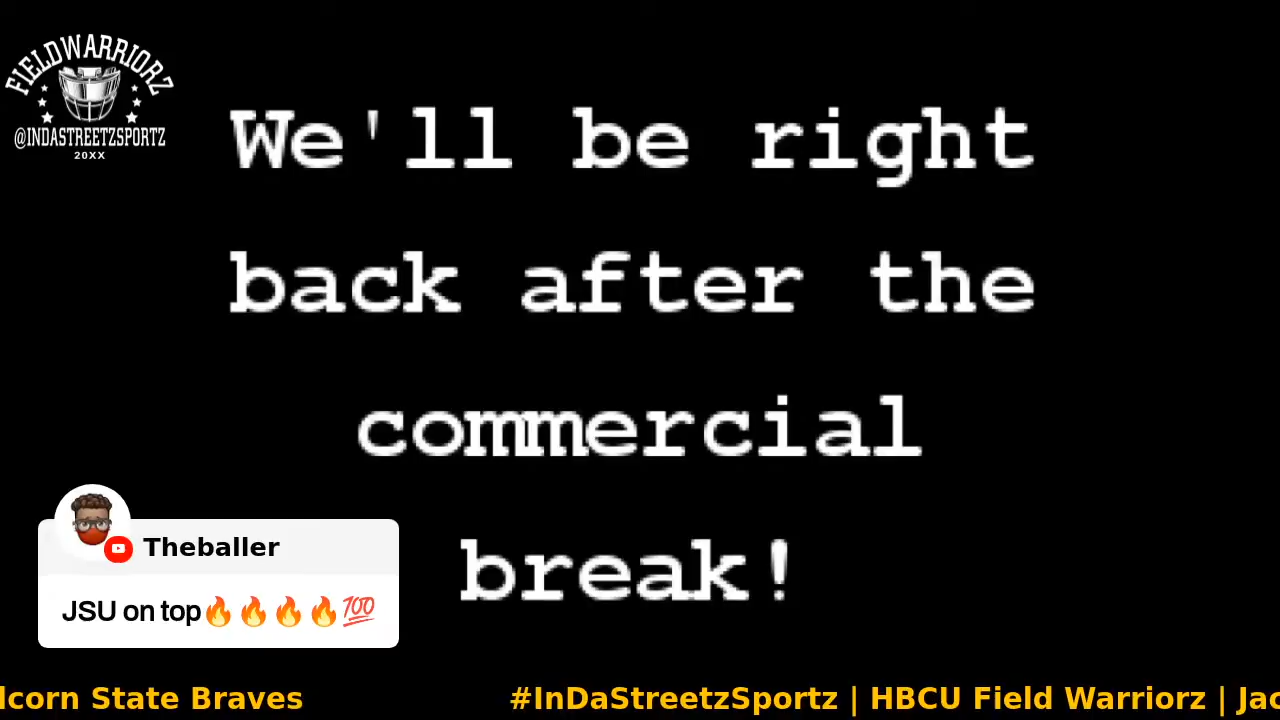 FIELDWARRIORZ
@INDASTREETZSPORTZ
20XX
We'll be right
back after the
commercial
break!
Theballer
JSU on top🔥🔥🔥🔥💯
lcorn State Braves #InDaStreetzSportz | HBCU Field Warriorz | Jac